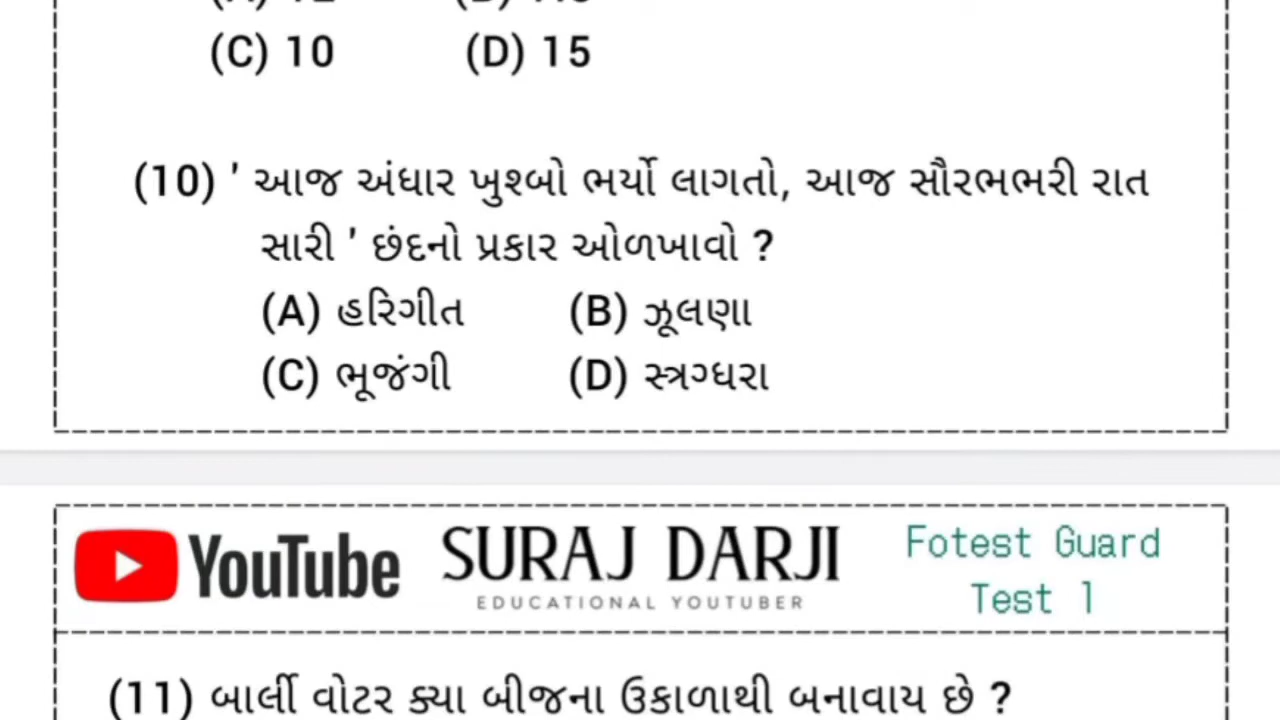 (C) 10 (D) 15
(10) ' આજ અંધાર ખુશ્બો ભર્યો લાગતો, આજ સૌરભભરી રાત
સારી ' છંદનો પ્રકાર ઓળખાવો ?
(A) હરિગીત (B) ઝૂલણા
(C) ભૂજંગી (D) સ્ત્રગ્ધરા
YouTube SURAJ DARJI Fotest Guard
EDUCATIONAL YOUTUBER Test 1
(11) બાર્લી વોટર ક્યા બીજના ઉકાળાથી બનાવાય છે ?